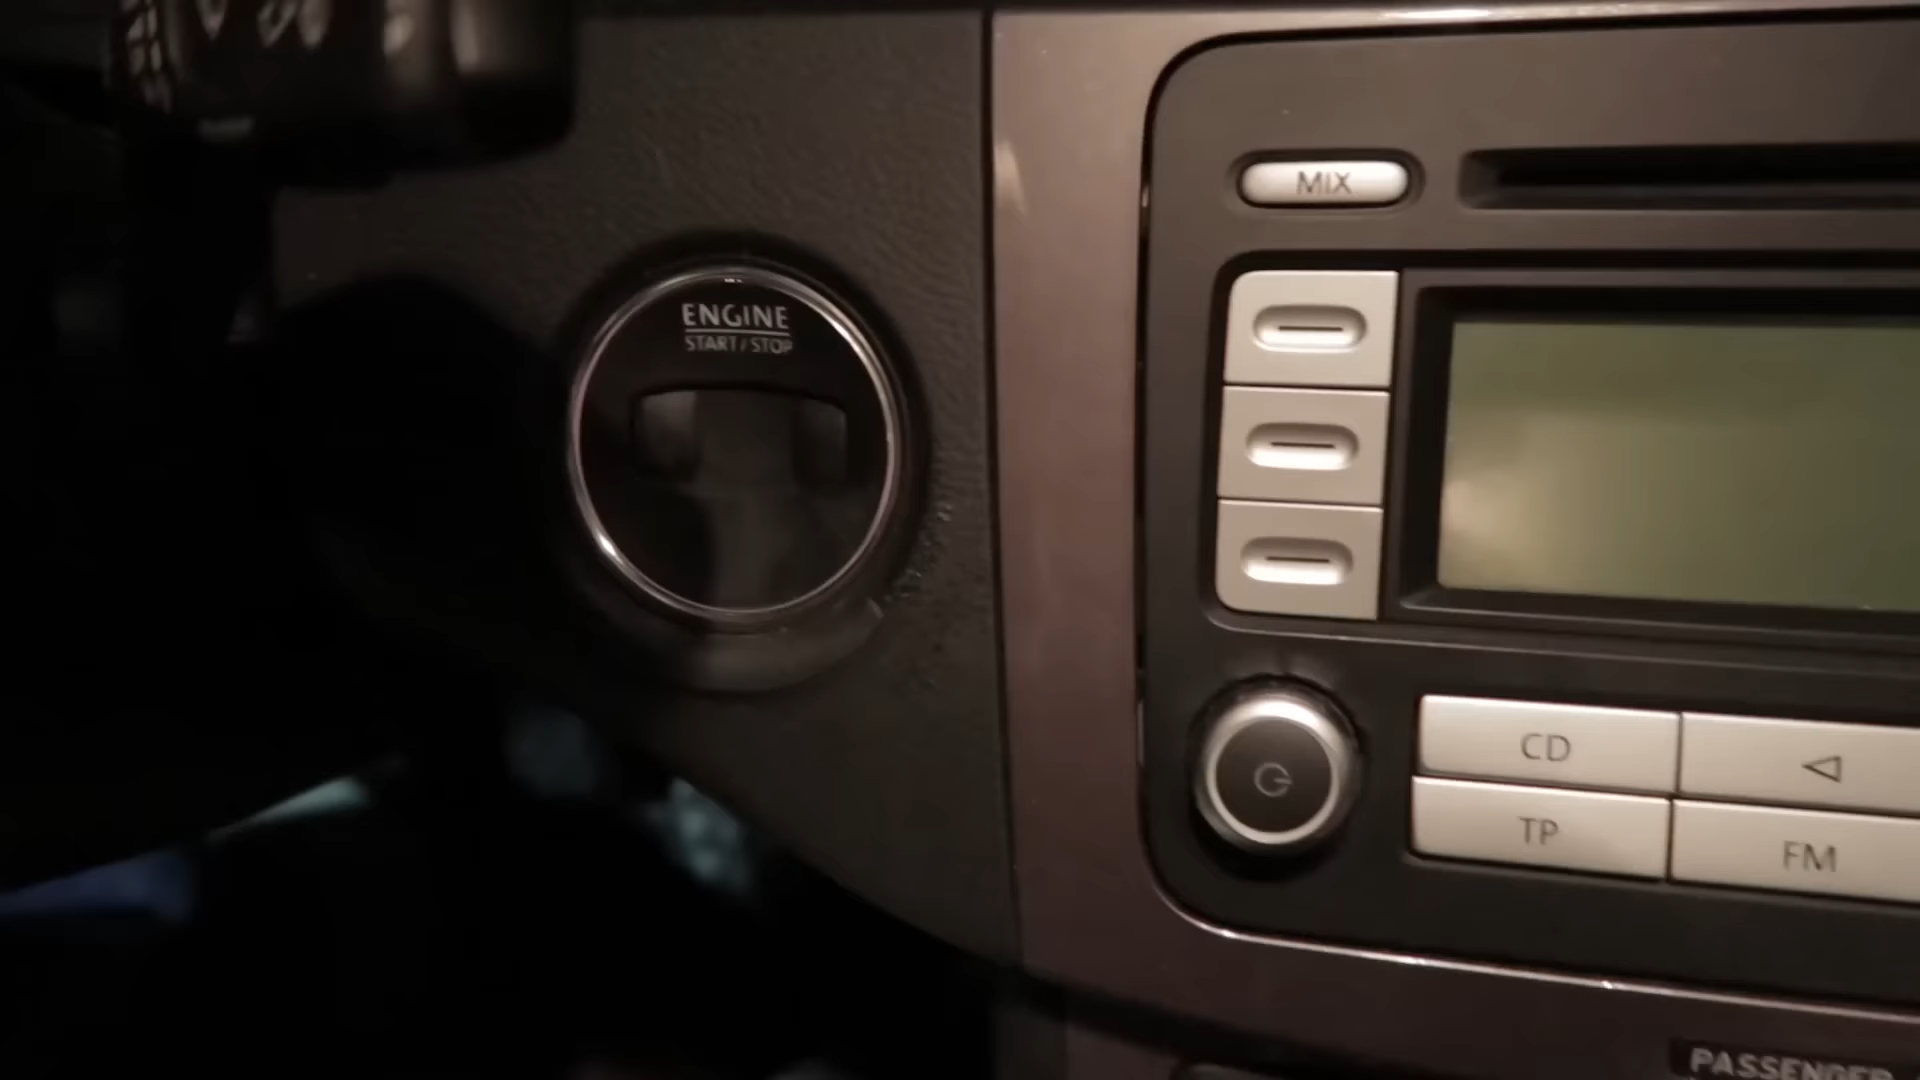 ENGINE
START/STOP
MIX
CD
TP
FM
PASSENGER